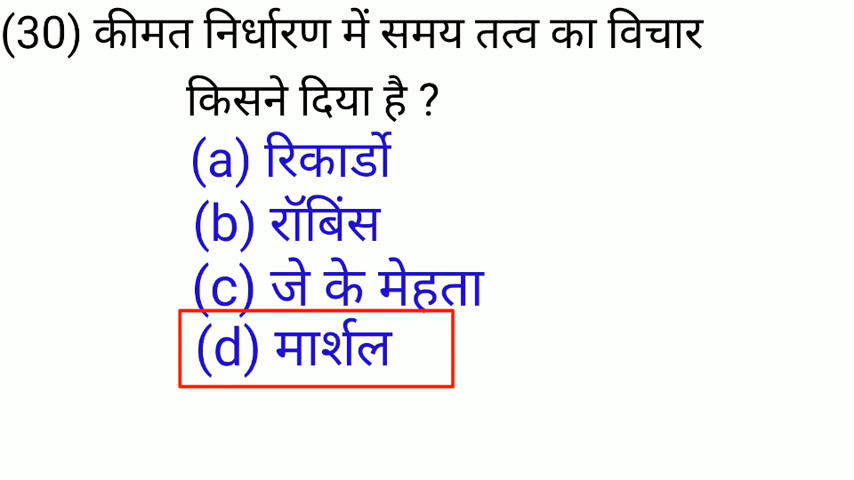 (30) कीमत निर्धारण में समय तत्व का विचार
किसने दिया है ?
(a) रिकार्डो
(b) रॉबिंस
(c) जे के मेहता
(d) मार्शल